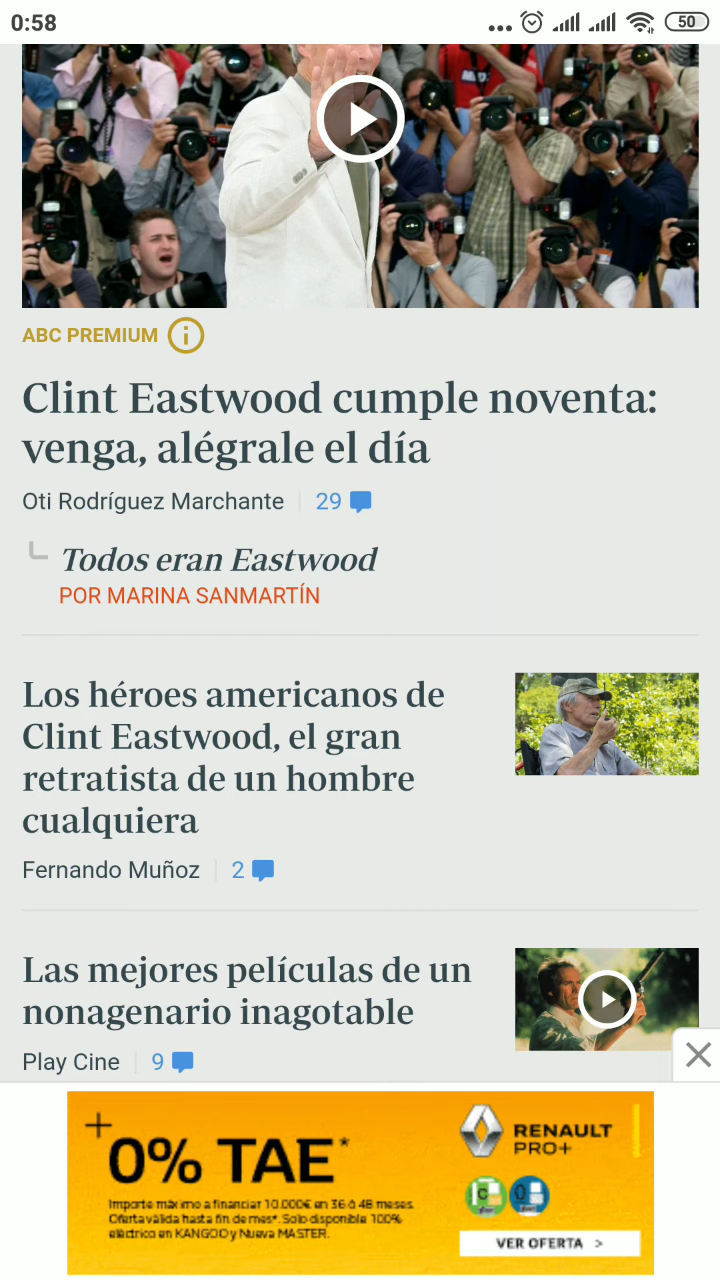 0:58
50
ABC PREMIUM
Clint Eastwood cumple noventa:
venga, alégrale el día
Oti Rodríguez Marchante 29
Todos eran Eastwood
POR MARINA SANMARTÍN
Los héroes americanos de
Clint Eastwood, el gran
retratista de un hombre
cualquiera
Fernando Muñoz 2
Las mejores películas de un
nonagenario inagotable
Play Cine 9
+
0% TAE*
Importe máximo a financiar 10.000€ en 36 ó 48 meses.
Oferta válida hasta fin de mes*. Solo disponible 100%
eléctrico en KANGOO y Nueva MASTER.
RENAULT
PRO+
C 0
VER OFERTA >